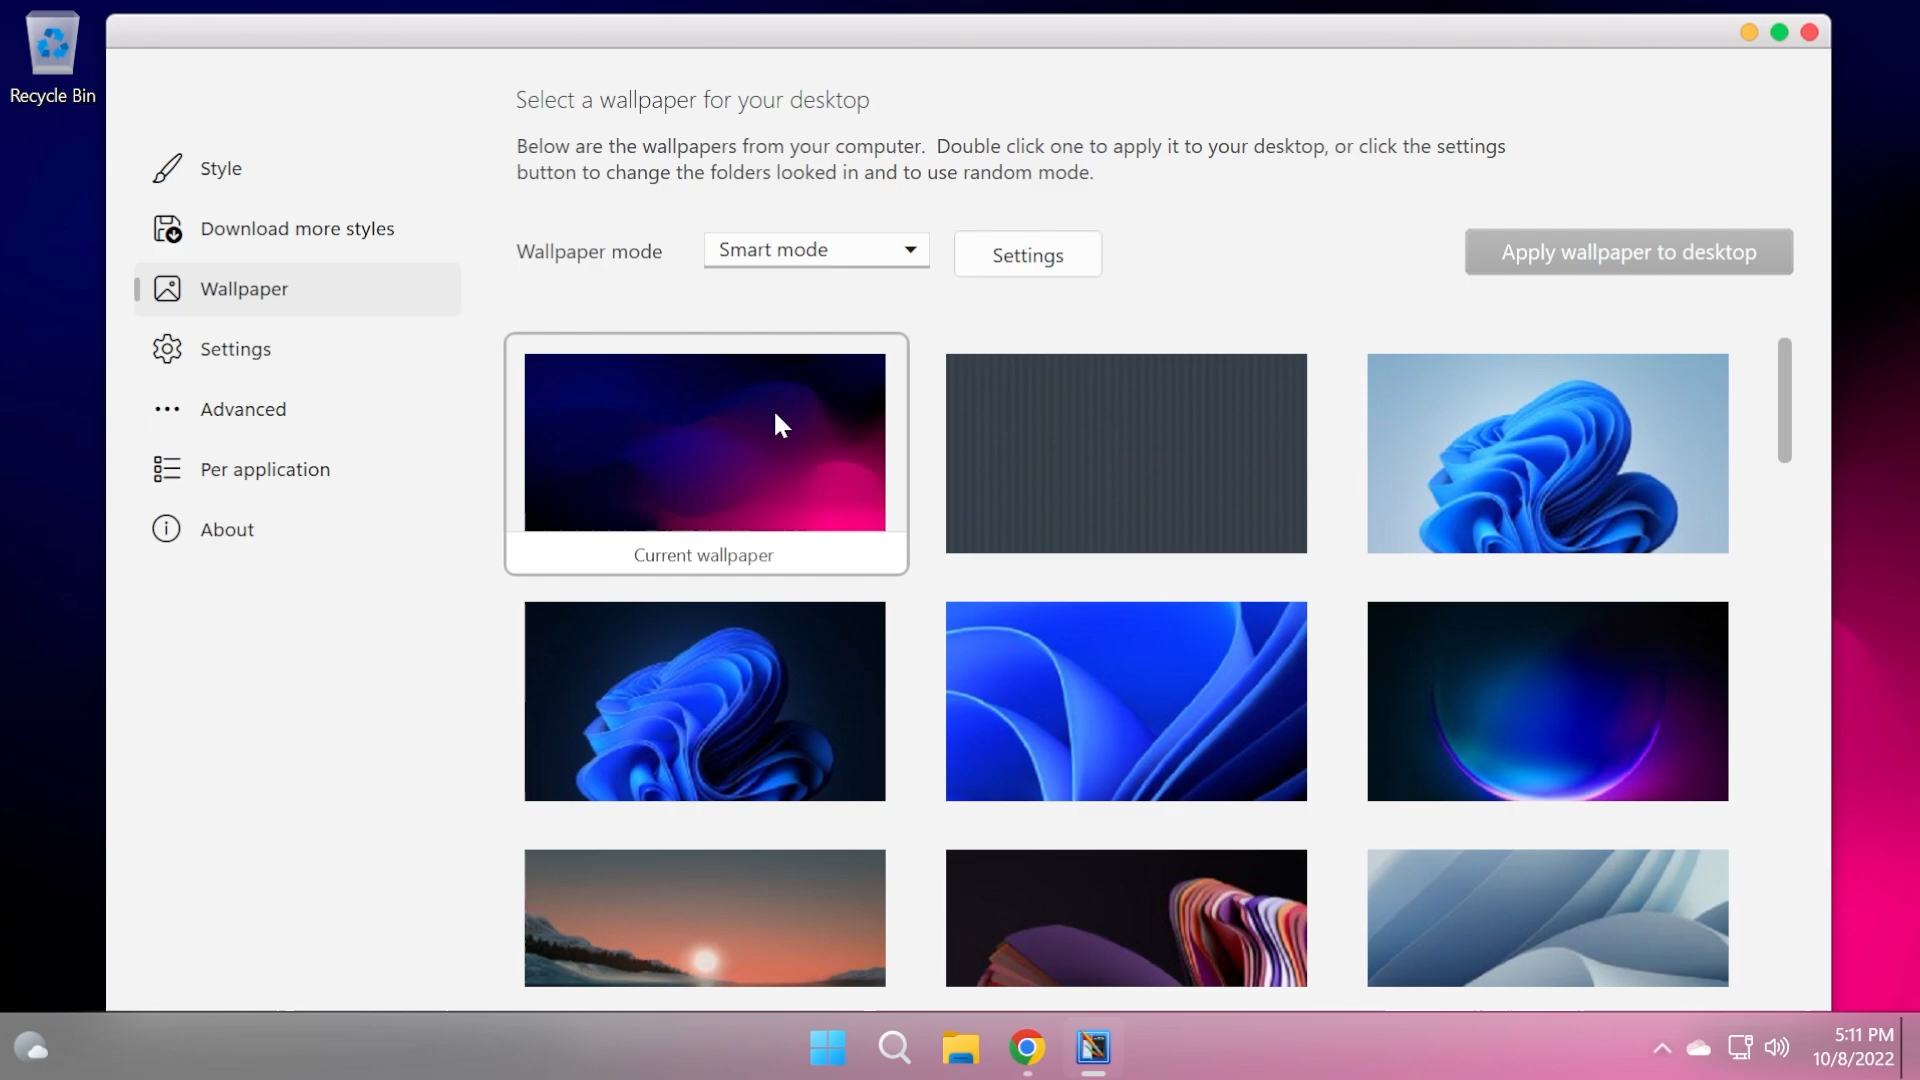 Recycle Bin
Select a wallpaper for your desktop
Below are the wallpapers from your computer.  Double click one to apply it to your desktop, or click the settings
button to change the folders looked in and to use random mode.
Style
Download more styles
Wallpaper
Settings
Advanced
Per application
About
Wallpaper mode
Smart mode
Settings
Apply wallpaper to desktop
Current wallpaper
5:11 PM
10/8/2022